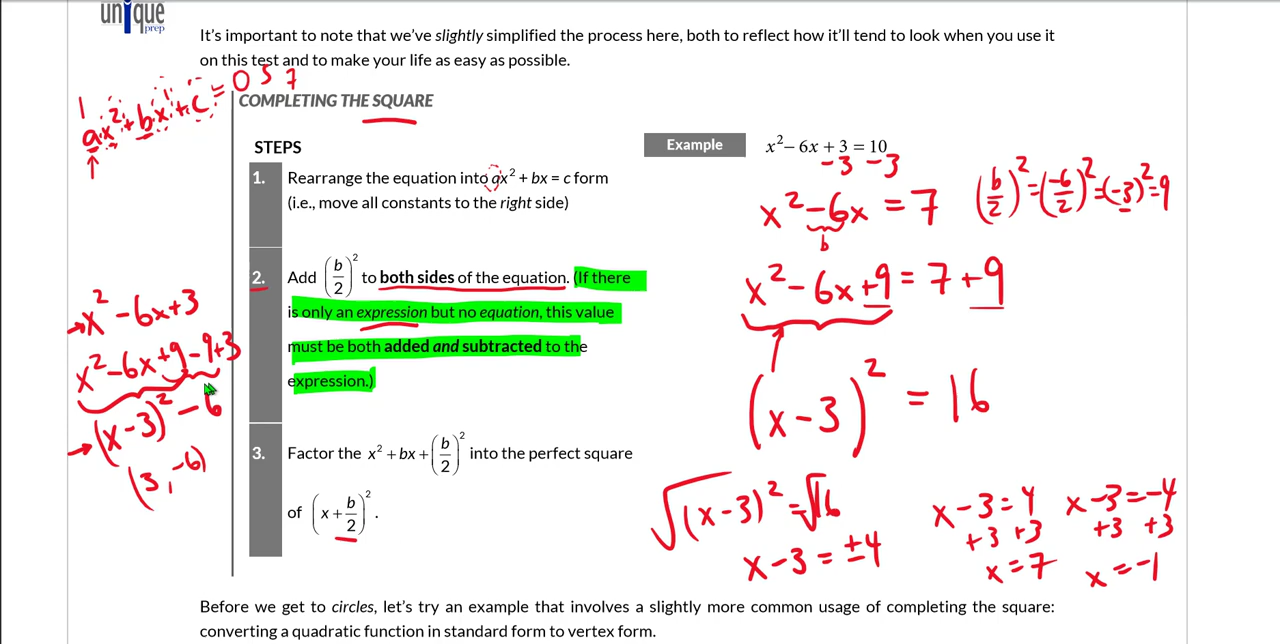 unique
prep
It's important to note that we've slightly simplified the process here, both to reflect how it'll tend to look when you use it
on this test and to make your life as easy as possible.
1
ax² + bx + c = 0 5 7
COMPLETING THE SQUARE
STEPS
1. Rearrange the equation into ax² + bx = c form
(i.e., move all constants to the right side)
2. Add (b/2)² to both sides of the equation. (If there
is only an expression but no equation, this value
must be both added and subtracted to the
expression.)
3. Factor the x² + bx + (b/2)² into the perfect square
of (x + b/2)².
x² - 6x + 3
x² - 6x + 9 - 9 + 3
(x - 3)² - 6
(3, -6)
Example
x² – 6x + 3 = 10
-3 -3
x² - 6x = 7
b
(b/2)² = (-6/2)² = (-3)² = 9
x² - 6x + 9 = 7 + 9
(x - 3)² = 16
√(x - 3)² = √16
x - 3 = ±4
x - 3 = 4
+3 +3
x = 7
x - 3 = -4
+3 +3
x = -1
Before we get to circles, let's try an example that involves a slightly more common usage of completing the square:
converting a quadratic function in standard form to vertex form.